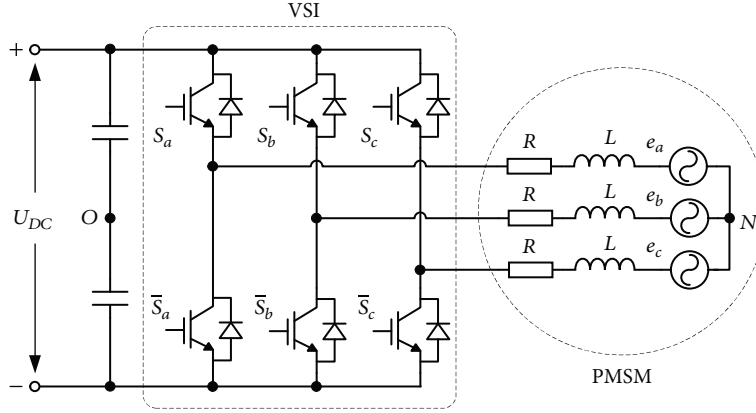 VSI
+
S_a
S_b
S_c
R
L
e_a
R
L
e_b
R
L
e_c
N
U_DC
O
S̅_a
S̅_b
S̅_c
−
PMSM